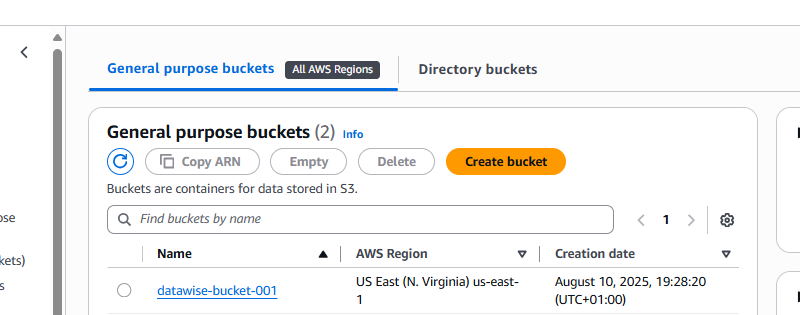 General purpose buckets All AWS Regions Directory buckets
General purpose buckets (2) Info
Copy ARN Empty Delete Create bucket
Buckets are containers for data stored in S3.
ose
Find buckets by name 1
Name AWS Region Creation date
kets)
s
datawise-bucket-001 US East (N. Virginia) us-east- August 10, 2025, 19:28:20
1 (UTC+01:00)